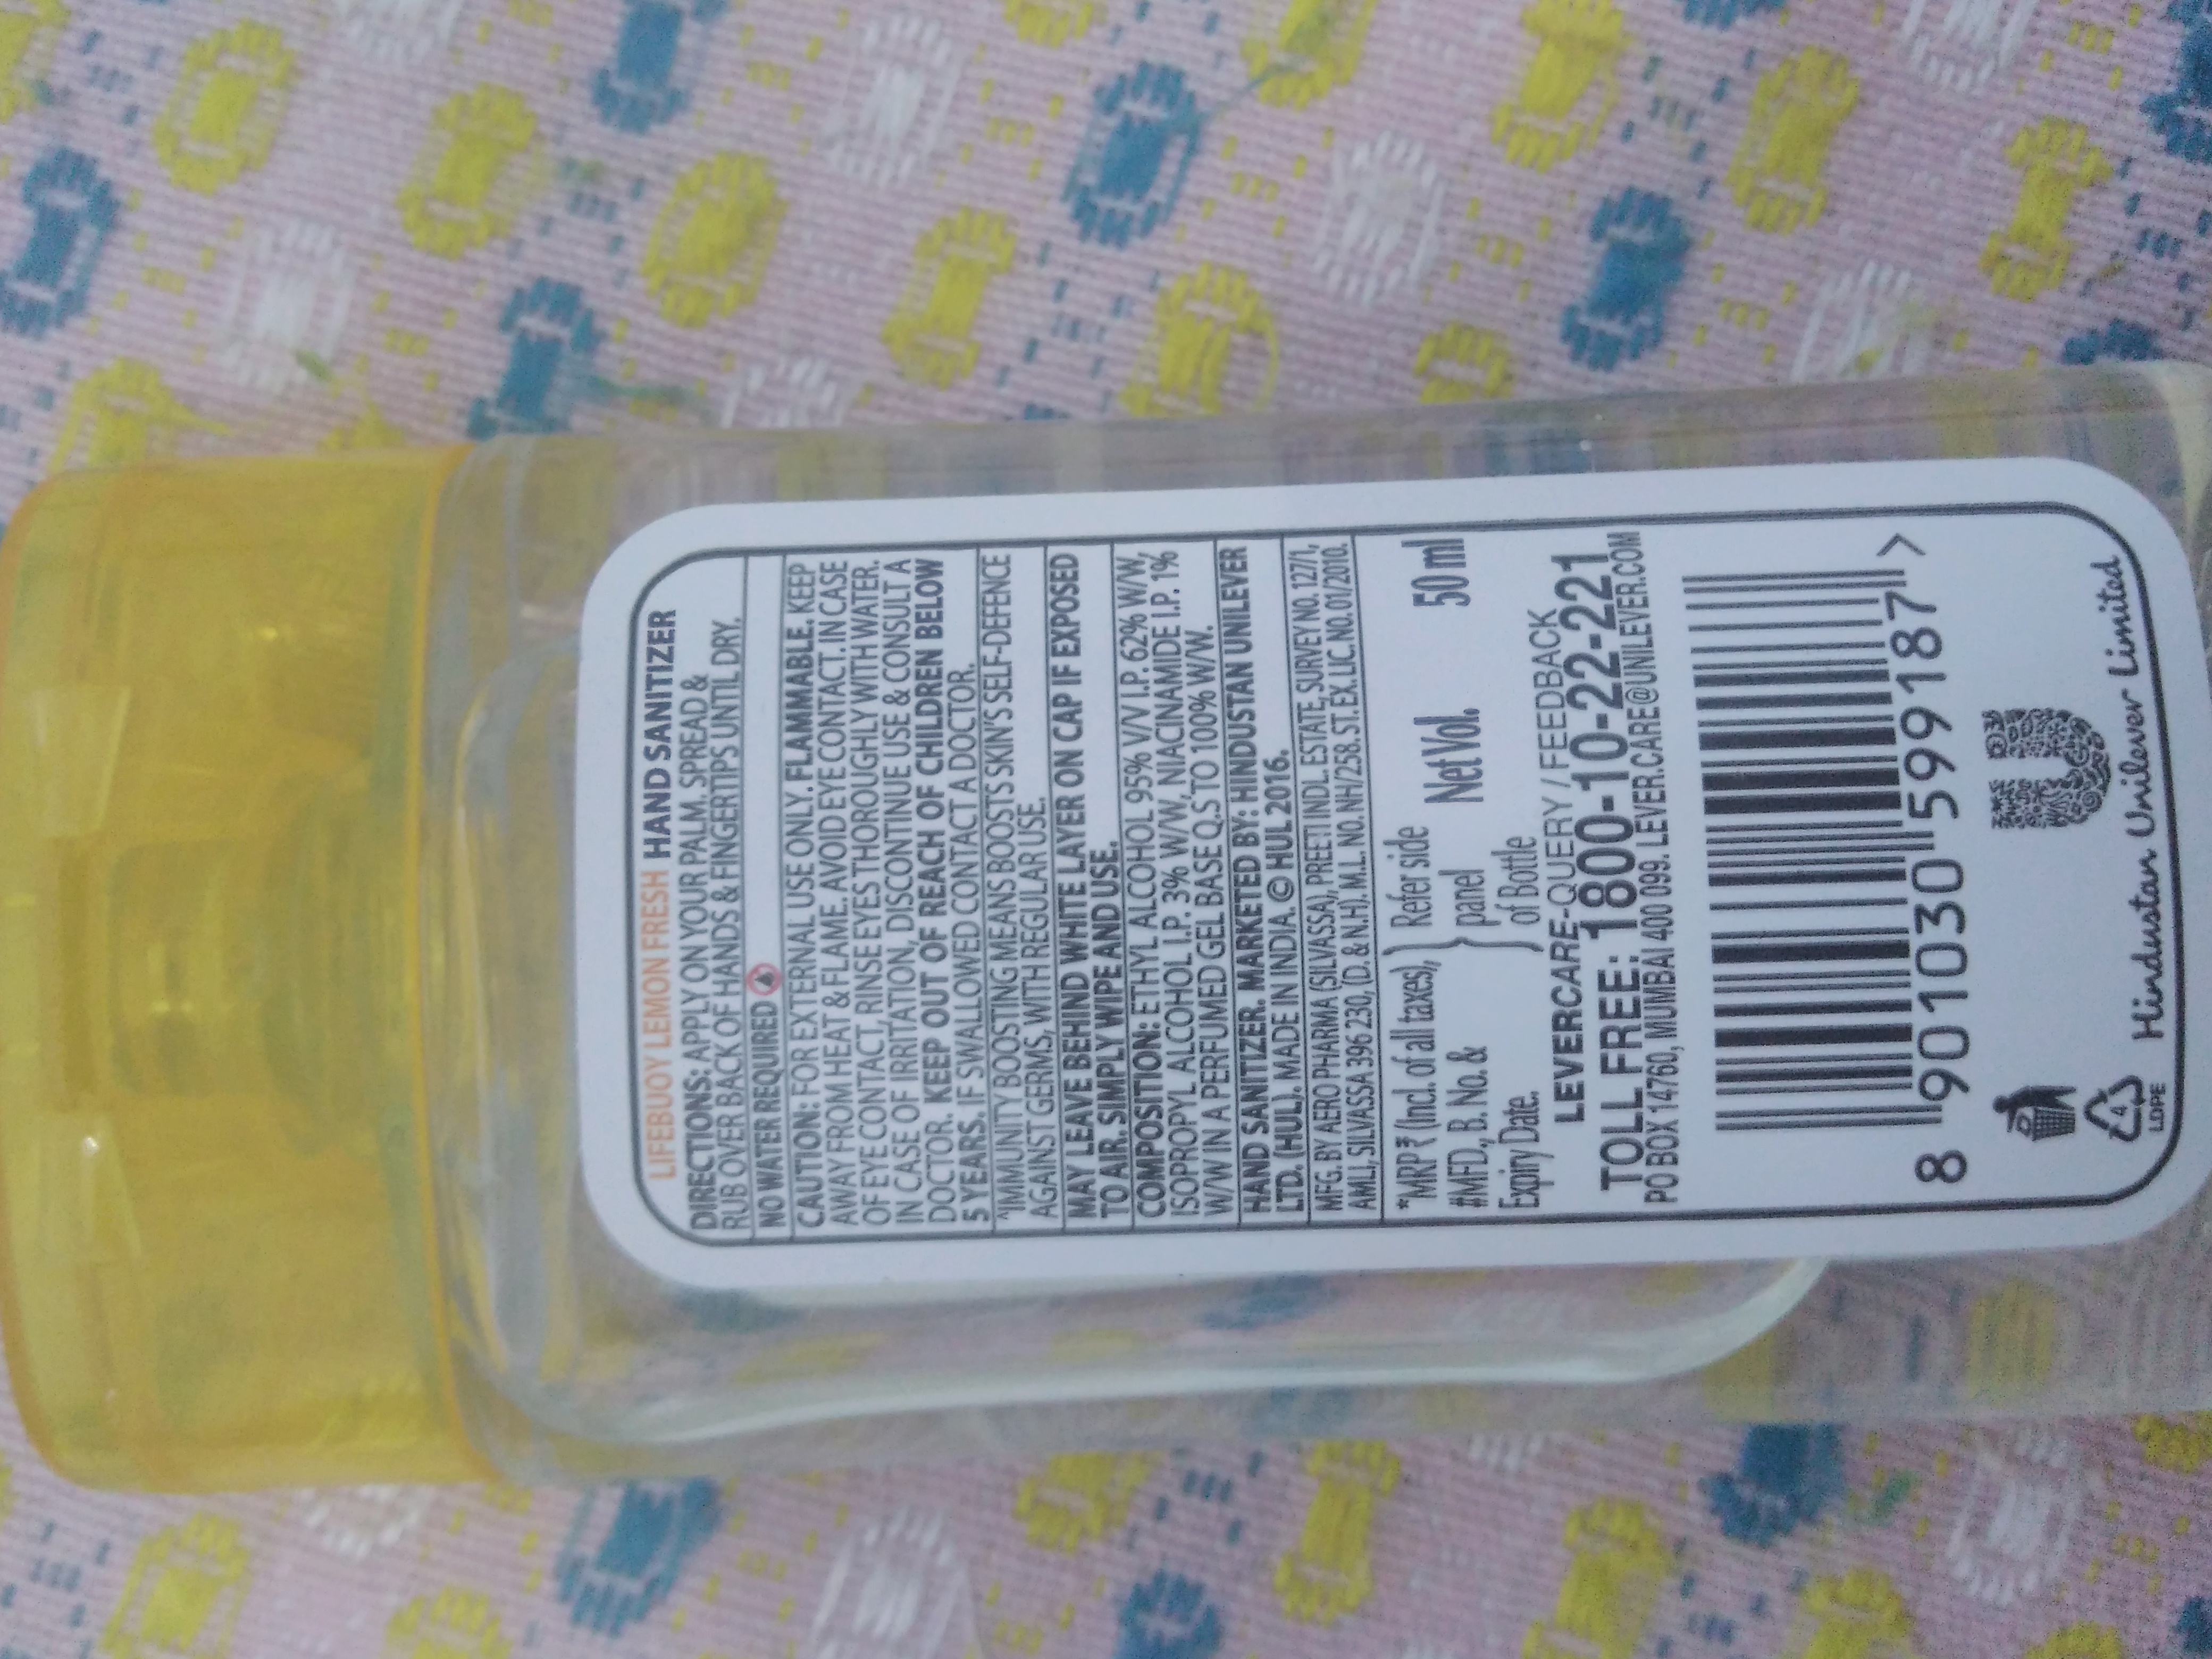 LIFEBUOY LEMON FRESH HAND SANITIZER
DIRECTIONS: APPLY ON YOUR PALM, SPREAD &
RUB OVER BACK OF HANDS & FINGERTIPS UNTIL DRY.
NO WATER REQUIRED
CAUTION: FOR EXTERNAL USE ONLY. FLAMMABLE. KEEP
AWAY FROM HEAT & FLAME. AVOID EYE CONTACT. IN CASE
OF EYE CONTACT, RINSE EYES THOROUGHLY WITH WATER.
IN CASE OF IRRITATION, DISCONTINUE USE & CONSULT A
DOCTOR. KEEP OUT OF REACH OF CHILDREN BELOW
5 YEARS. IF SWALLOWED CONTACT A DOCTOR.
^IMMUNITY BOOSTING MEANS BOOSTS SKIN'S SELF-DEFENCE
AGAINST GERMS, WITH REGULAR USE.
MAY LEAVE BEHIND WHITE LAYER ON CAP IF EXPOSED
TO AIR. SIMPLY WIPE AND USE.
COMPOSITION: ETHYL ALCOHOL 95% V/V I.P. 62% W/W,
ISOPROPYL ALCOHOL I.P. 3% W/W, NIACINAMIDE I.P. 1%
W/W IN A PERFUMED GEL BASE Q.S TO 100% W/W.
HAND SANITIZER. MARKETED BY: HINDUSTAN UNILEVER
LTD. (HUL). MADE IN INDIA. © HUL 2016.
MFG. BY AERO PHARMA (SILVASSA), PREETI INDL. ESTATE, SURVEY NO. 127/1,
AMLI, SILVASSA 396 230, (D. & N.H). M.L. NO. NH/258. ST. EX. LIC. NO. 01/2010.
*MRP ₹ (Incl. of all taxes), Refer side
#MFD., B. No. & panel Net Vol. 50 ml
Expiry Date. of Bottle
LEVERCARE-QUERY / FEEDBACK
TOLL FREE: 1800-10-22-221
PO BOX 14760, MUMBAI 400 099. LEVER.CARE@UNILEVER.COM
8 901030 599187 >
4
LDPE
Hindustan Unilever Limited